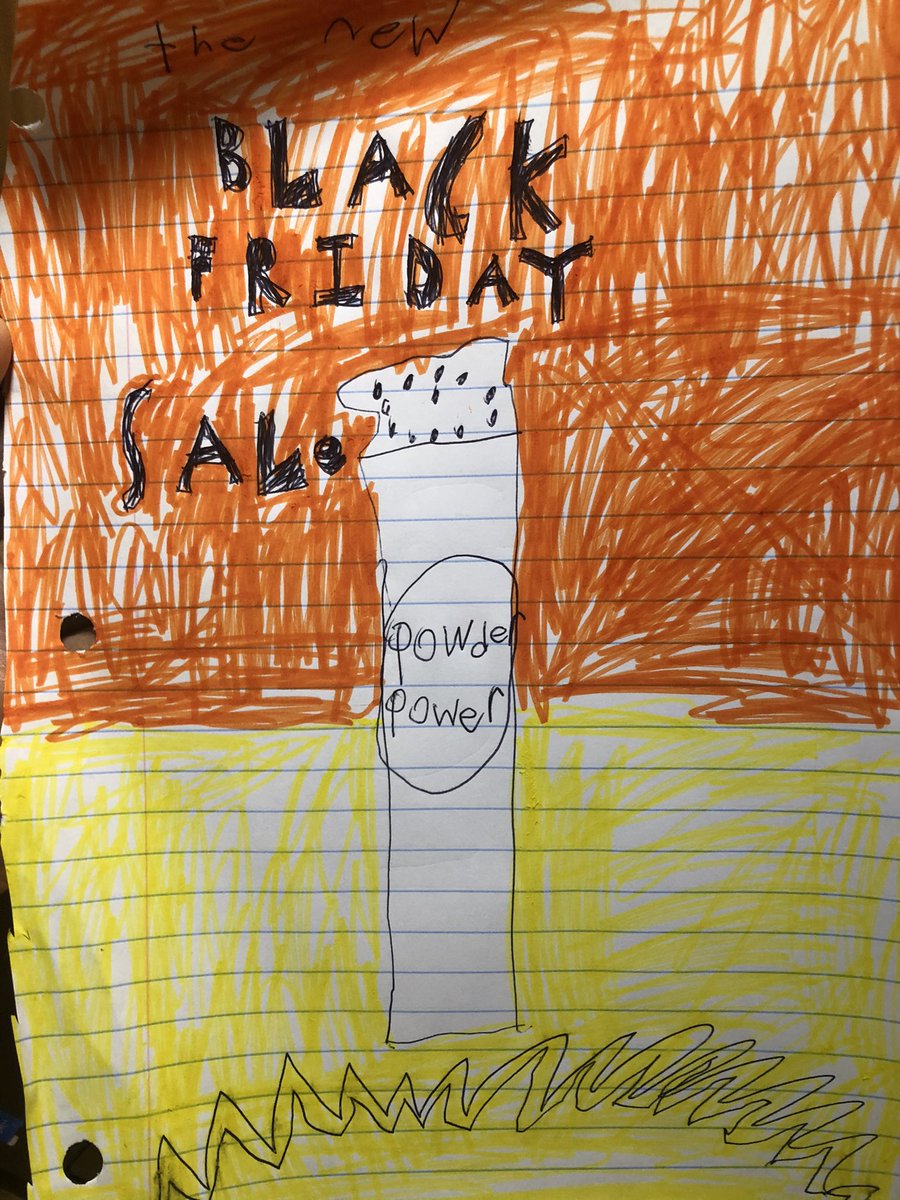 the new
BLACK
FRIDAY
SALe
powder
power